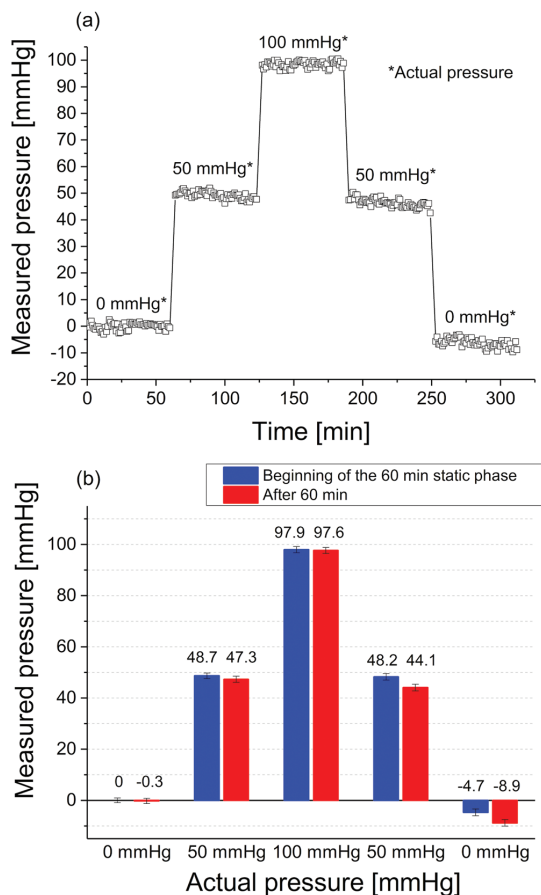 (a)
100 mmHg*
*Actual pressure
50 mmHg*
50 mmHg*
0 mmHg*
0 mmHg*
100
90
80
70
60
50
40
30
20
10
0
-10
-20
Measured pressure [mmHg]
0 50 100 150 200 250 300
Time [min]
(b)
Beginning of the 60 min static phase
After 60 min
97.9 97.6
48.7 47.3
48.2 44.1
0 -0.3
-4.7 -8.9
100
80
60
40
20
0
Measured pressure [mmHg]
0 mmHg 50 mmHg 100 mmHg 50 mmHg 0 mmHg
Actual pressure [mmHg]